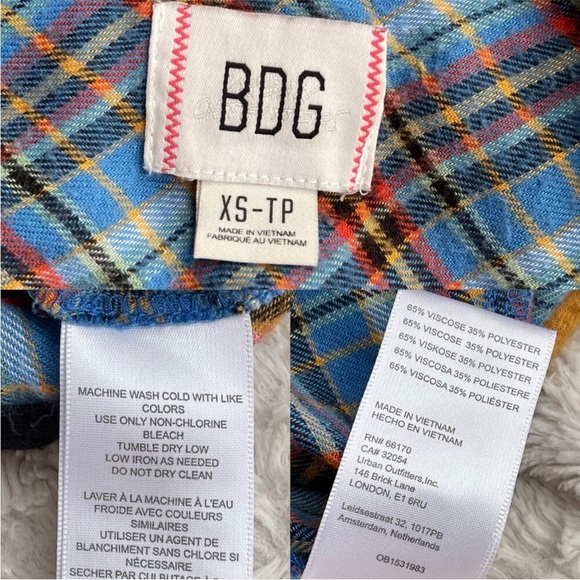 BDG
XS-TP
MADE IN VIETNAM
FABRIQUÉ AU VIETNAM
MACHINE WASH COLD WITH LIKE
COLORS
USE ONLY NON-CHLORINE
BLEACH
TUMBLE DRY LOW
LOW IRON AS NEEDED
DO NOT DRY CLEAN
LAVER À LA MACHINE À L'EAU
FROIDE AVEC COULEURS
SIMILAIRES
UTILISER UN AGENT DE
BLANCHIMENT SANS CHLORE SI
NÉCESSAIRE
SECHER PAR CULBUTAGE À
65% VISCOSE 35% POLYESTER
65% VISCOSE 35% POLYESTER
65% VISKOSE 35% POLYESTER
65% VISCOSA 35% POLIESTERE
65% VISCOSA 35% POLIÉSTER
MADE IN VIETNAM
HECHO EN VIETNAM
RN# 66170
CA# 32054
Urban Outfitters,Inc.
146 Brick Lane
LONDON, E1 6RU
Leidsestraat 32, 1017PB
Amsterdam, Netherlands
OB1531983